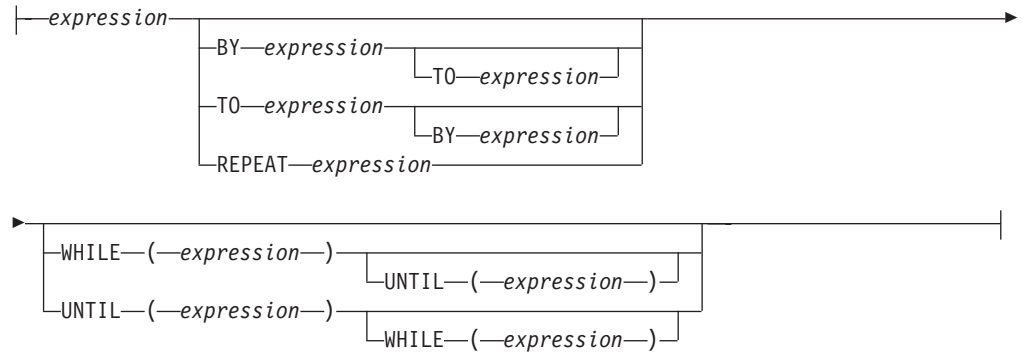 expression
BY expression
TO expression
TO expression
BY expression
REPEAT expression
WHILE ( expression )
UNTIL ( expression )
UNTIL ( expression )
WHILE ( expression )